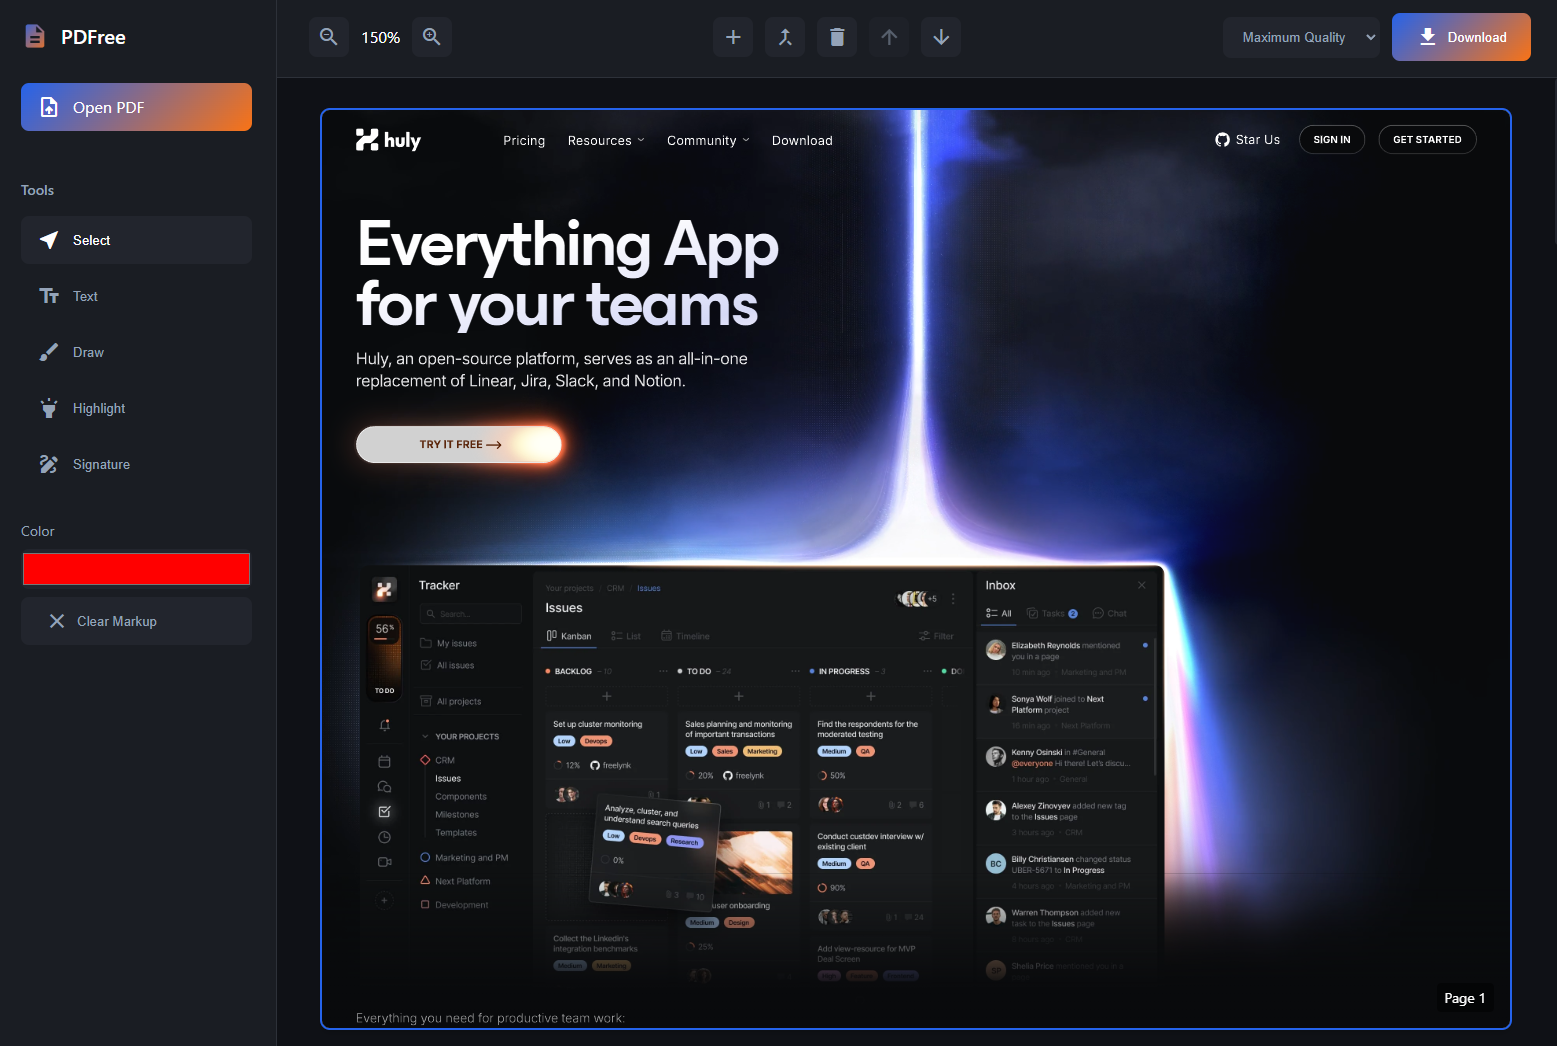 PDFree
150%
Maximum Quality
Download
Open PDF
Tools
Select
Text
Draw
Highlight
Signature
Color
Clear Markup
huly
Pricing
Resources
Community
Download
Star Us
SIGN IN
GET STARTED
Everything App
for your teams
Huly, an open-source platform, serves as an all-in-one
replacement of Linear, Jira, Slack, and Notion.
TRY IT FREE
56%
TO DO
Tracker
Search...
My issues
All issues
All projects
YOUR PROJECTS
CRM
Issues
Components
Milestones
Templates
Marketing and PM
Next Platform
Development
Your projects / CRM / Issues
Issues
+5
Kanban
List
Timeline
Filter
BACKLOG – 10
Set up cluster monitoring
Low Devops
12% freelynk
1
Analyze, cluster, and
understand search queries
Low Devops Research
0%
3 10
Collect the Linkedin's
integration benchmarks
Medium Marketing
TO DO – 24
Sales planning and monitoring
of important transactions
Low Sales Marketing
20% freelynk
1 2
user onboarding
Medium Design
25%
IN PROGRESS – 3
Find the respondents for the
moderated testing
Medium QA
50%
2 6
Conduct custdev interview w/
existing client
Medium QA
90%
1 24
Add view-resource for MVP
Deal Screen
DO
Inbox
All
Tasks 2
Chat
Elizabeth Reynolds mentioned
you in a page
10 min ago · Marketing and PM
Sonya Wolf joined to Next
Platform project
16 min ago · Next Platform
Kenny Osinski in #General
@everyone Hi there! Let's discu...
1 hour ago · General
Alexey Zinovyev added new tag
to the Issues page
3 hours ago · CRM
BC
Billy Christiansen changed status
UBER-5671 to In Progress
4 hours ago · Marketing and PM
Warren Thompson added new
task to the Issues page
CRM
SP
Shelia Price mentioned you in a
Page 1
Everything you need for productive team work: